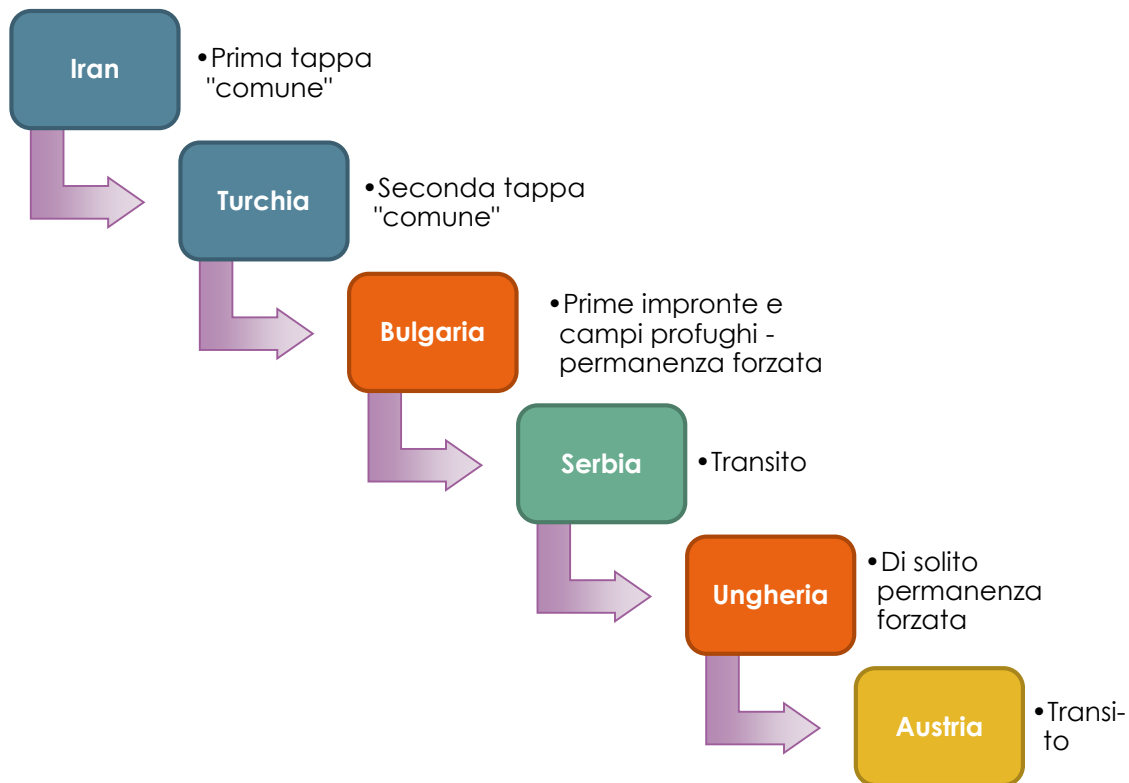 Iran
•Prima tappa
"comune"
Turchia
•Seconda tappa
"comune"
Bulgaria
•Prime impronte e
campi profughi -
permanenza forzata
Serbia
•Transito
Ungheria
•Di solito
permanenza
forzata
Austria
•Transi-
to